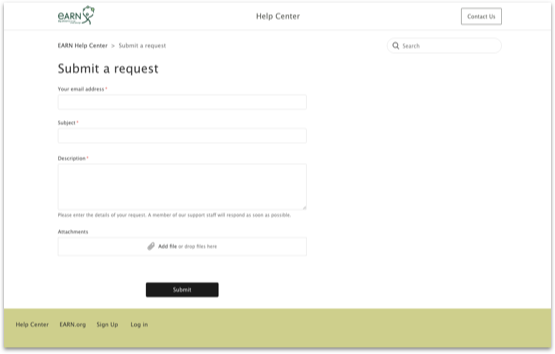 eARN
Help Center
Contact Us
EARN Help Center > Submit a request
Search
Submit a request
Your email address *
Subject *
Description *
Please enter the details of your request. A member of our support staff will respond as soon as possible.
Attachments
Add file or drop files here
Submit
Help Center EARN.org Sign Up Log in